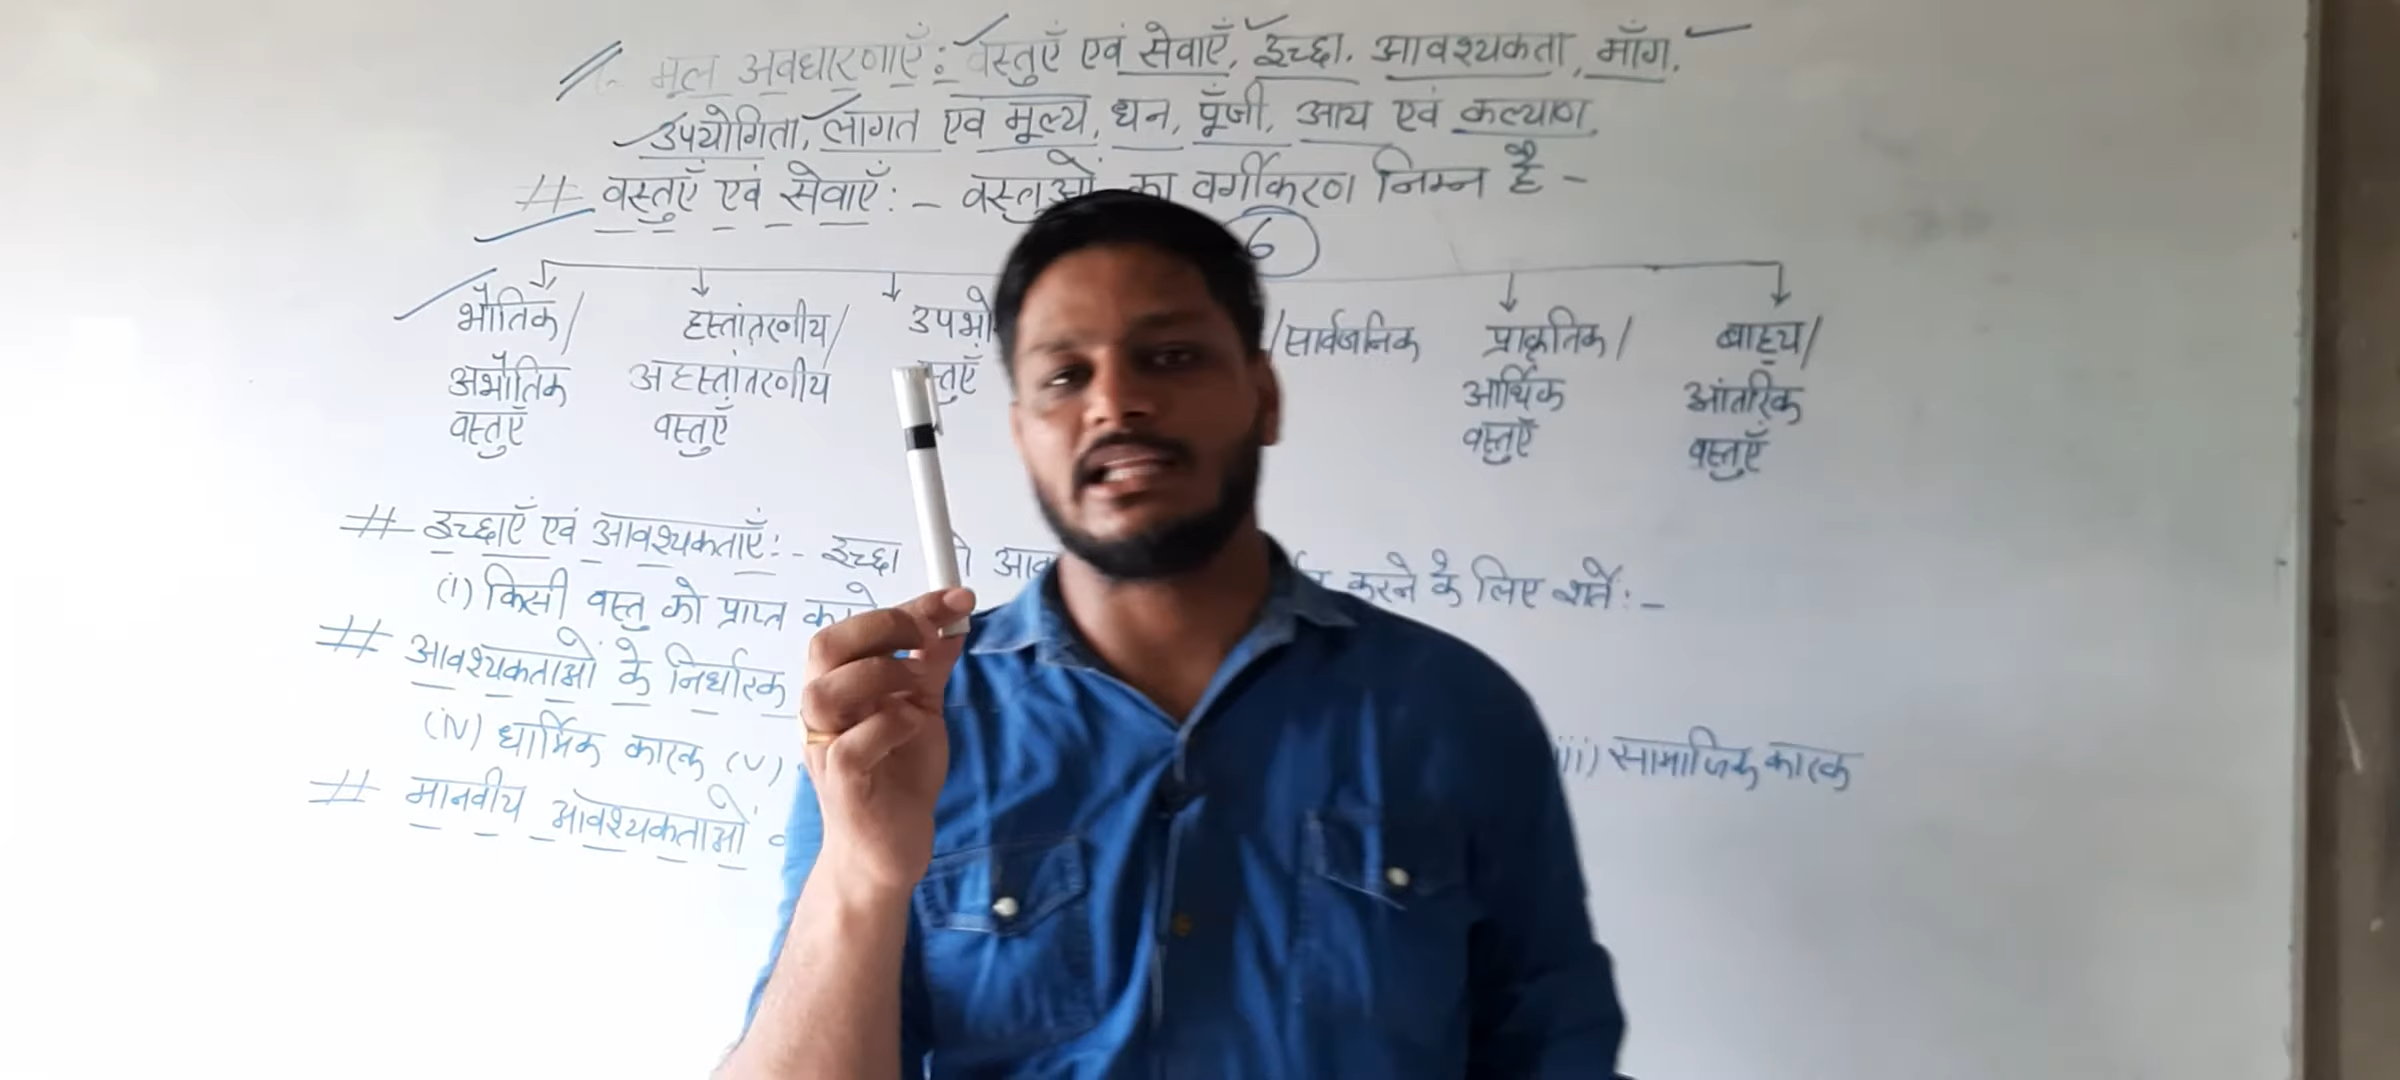 मूल अवधारणाएँ: वस्तुएँ एवं सेवाएँ, इच्छा, आवश्यकता, माँग,
उपयोगिता, लागत एवं मूल्य, धन, पूँजी, आय एवं कल्याण
# वस्तुएँ एवं सेवाएँ:- वस्तुओं का वर्गीकरण निम्न है -
6
भौतिक/ हस्तांतरणीय/ /सार्वजनिक प्राकृतिक/ बाह्य/
अभौतिक अहस्तांतरणीय आर्थिक आंतरिक
वस्तुएँ वस्तुएँ वस्तुएँ वस्तुएँ
# इच्छाएँ एवं आवश्यकताएँ:- इच्छा करने के लिए शर्तें:-
(i) किसी वस्तु को प्राप्त
# आवश्यकताओं के निर्धारक
(iii) सामाजिक कारक
(iv) धार्मिक कारक (v)
# मानवीय आवश्यकताओं